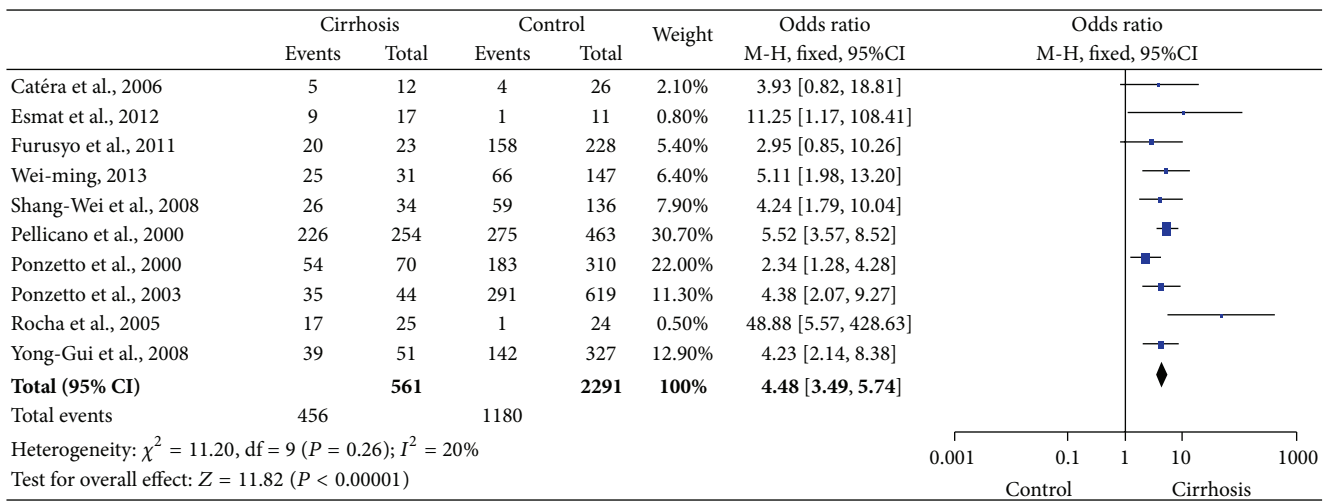 Cirrhosis Control Weight Odds ratio Odds ratio
Events Total Events Total M-H, fixed, 95%CI M-H, fixed, 95%CI
Catéra et al., 2006 5 12 4 26 2.10% 3.93 [0.82, 18.81]
Esmat et al., 2012 9 17 1 11 0.80% 11.25 [1.17, 108.41]
Furusyo et al., 2011 20 23 158 228 5.40% 2.95 [0.85, 10.26]
Wei-ming, 2013 25 31 66 147 6.40% 5.11 [1.98, 13.20]
Shang-Wei et al., 2008 26 34 59 136 7.90% 4.24 [1.79, 10.04]
Pellicano et al., 2000 226 254 275 463 30.70% 5.52 [3.57, 8.52]
Ponzetto et al., 2000 54 70 183 310 22.00% 2.34 [1.28, 4.28]
Ponzetto et al., 2003 35 44 291 619 11.30% 4.38 [2.07, 9.27]
Rocha et al., 2005 17 25 1 24 0.50% 48.88 [5.57, 428.63]
Yong-Gui et al., 2008 39 51 142 327 12.90% 4.23 [2.14, 8.38]
Total (95% CI) 561 2291 100% 4.48 [3.49, 5.74]
Total events 456 1180
Heterogeneity: χ² = 11.20, df = 9 (P = 0.26); I² = 20%
Test for overall effect: Z = 11.82 (P < 0.00001)
0.001 0.1 1 10 1000
Control Cirrhosis